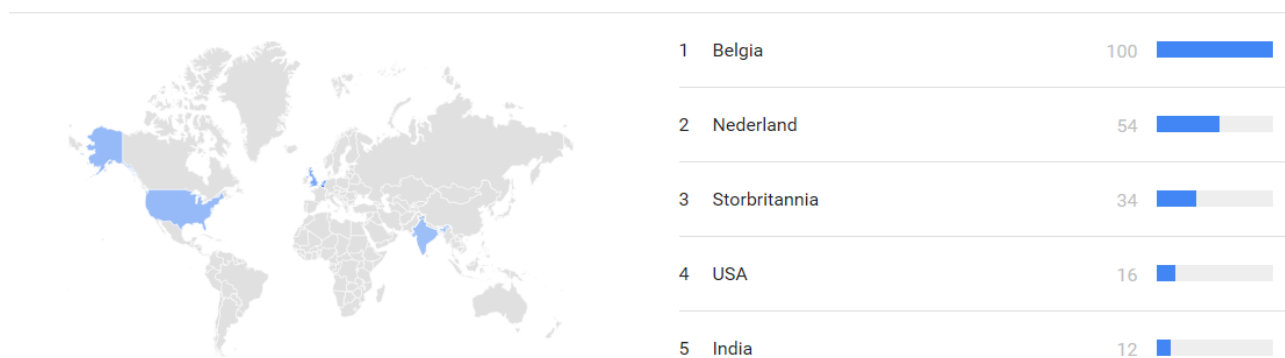 1 Belgia 100
2 Nederland 54
3 Storbritannia 34
4 USA 16
5 India 12